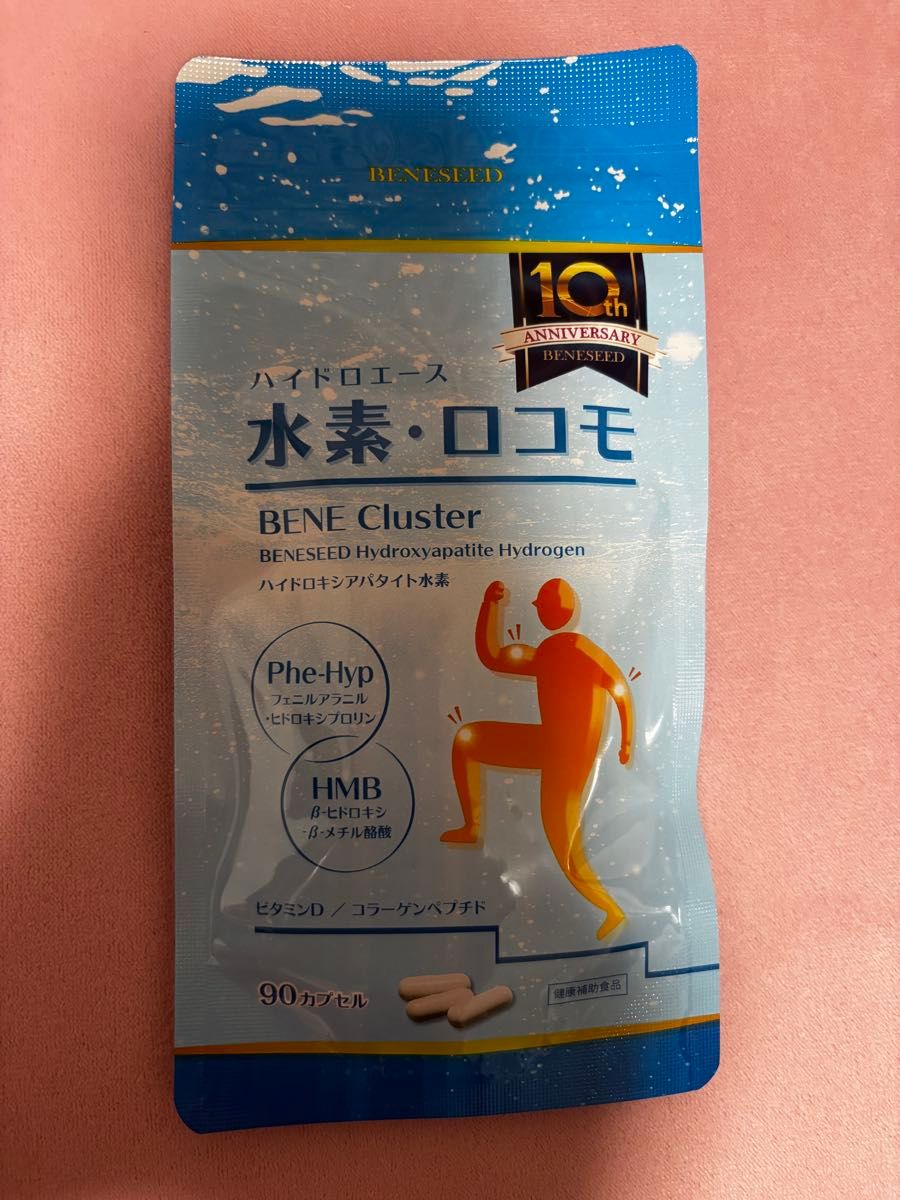 BENESEED
10th
ANNIVERSARY
BENESEED
ハイドロエース
水素・ロコモ
BENE Cluster
BENESEED Hydroxyapatite Hydrogen
ハイドロキシアパタイト水素
Phe-Hyp
フェニルアラニル
・ヒドロキシプロリン
HMB
β-ヒドロキシ
-β-メチル酪酸
ビタミンD / コラーゲンペプチド
90カプセル
健康補助食品